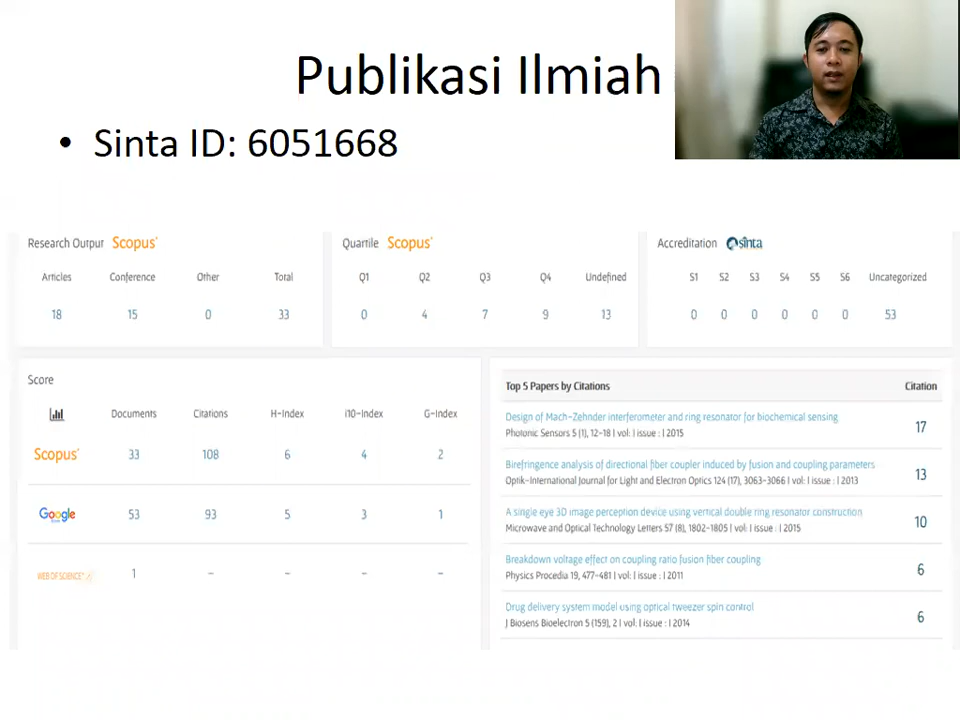 Publikasi Ilmiah
• Sinta ID: 6051668
Research Output Scopus
Articles Conference Other Total
18 15 0 33
Quartile Scopus
Q1 Q2 Q3 Q4 Undefined
0 4 7 9 13
Accreditation sinta
S1 S2 S3 S4 S5 S6 Uncategorized
0 0 0 0 0 0 53
Score
Documents Citations H-Index i10-Index G-Index
Scopus 33 108 6 4 2
Google 53 93 5 3 1
WEB OF SCIENCE 1 - - - -
Top 5 Papers by Citations Citation
Design of Mach-Zehnder interferometer and ring resonator for biochemical sensing
Photonic Sensors 5 (1), 12-18 | vol: | issue : | 2015
17
Birefringence analysis of directional fiber coupler induced by fusion and coupling parameters
Optik-International Journal for Light and Electron Optics 124 (17), 3063-3066 | vol: | issue : | 2013
13
A single eye 3D image perception device using vertical double ring resonator construction
Microwave and Optical Technology Letters 57 (8), 1802-1805 | vol: | issue : | 2015
10
Breakdown voltage effect on coupling ratio fusion fiber coupling
Physics Procedia 19, 477-481 | vol: | issue : | 2011
6
Drug delivery system model using optical tweezer spin control
J Biosens Bioelectron 5 (159), 2 | vol: | issue : | 2014
6